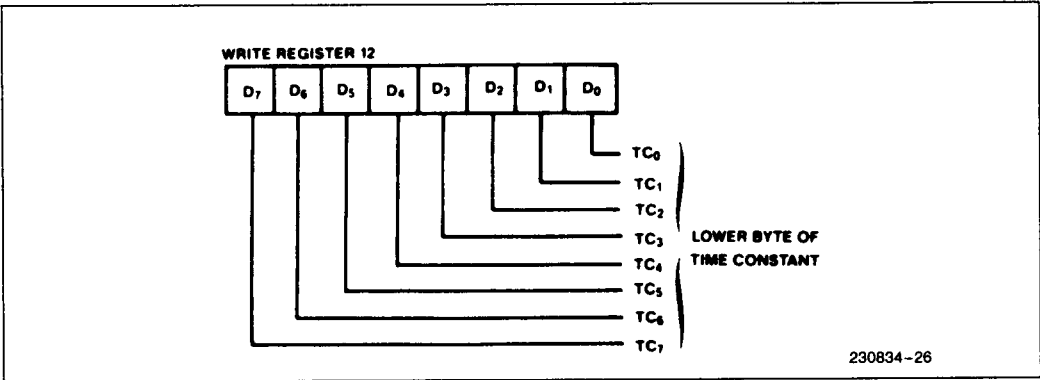 WRITE REGISTER 12
D₇ D₆ D₅ D₄ D₃ D₂ D₁ D₀
TC₀
TC₁
TC₂
TC₃
LOWER BYTE OF
TIME CONSTANT
TC₄
TC₅
TC₆
TC₇
230834-26